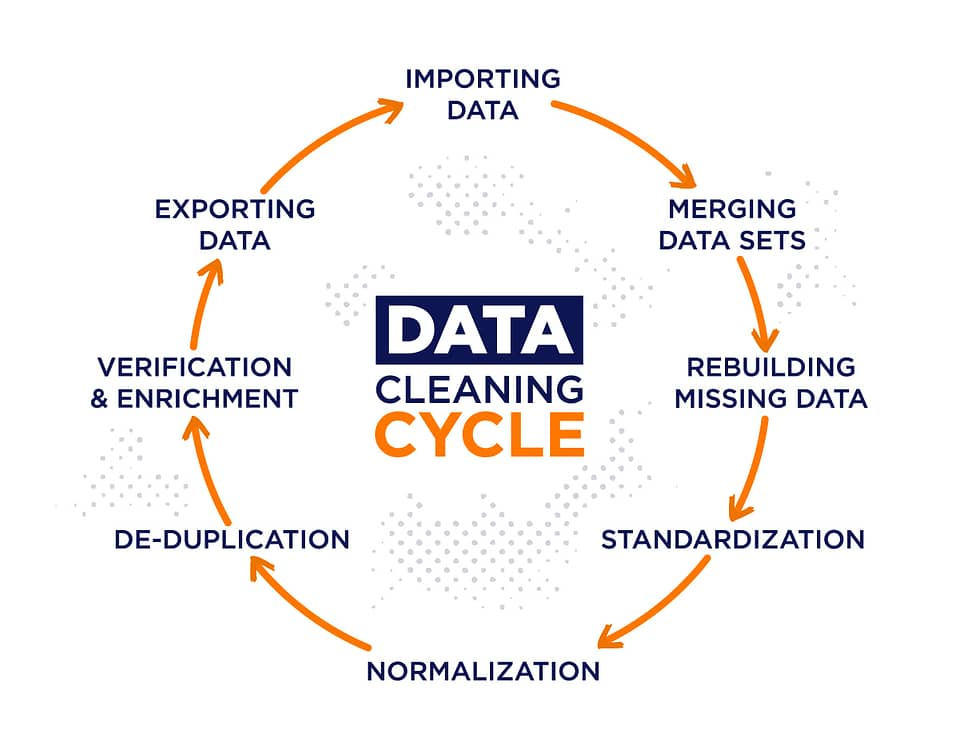 IMPORTING
DATA
MERGING
DATA SETS
REBUILDING
MISSING DATA
STANDARDIZATION
NORMALIZATION
DE-DUPLICATION
VERIFICATION
& ENRICHMENT
EXPORTING
DATA
DATA
CLEANING
CYCLE